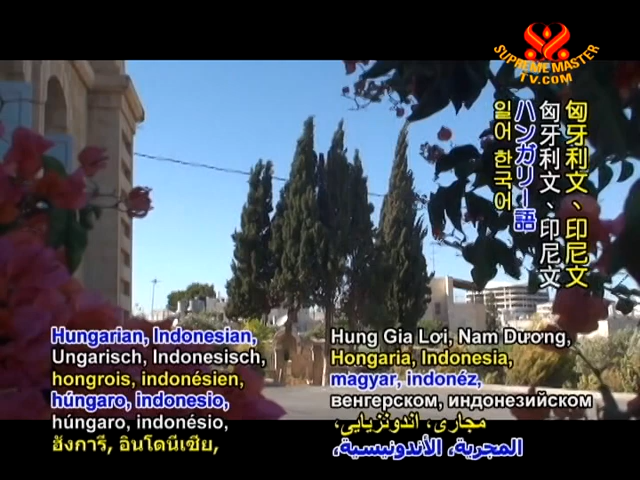 SUPREME MASTER
TV.COM
匈牙利文、印尼文
匈牙利文、印尼文
ハンガリー語
일어 한국어
Hungarian, Indonesian,
Ungarisch, Indonesisch,
hongrois, indonésien,
húngaro, indonesio,
húngaro, indonésio,
ฮังการี, อินโดนีเซีย,
Hung Gia Lợi, Nam Dương,
Hongaria, Indonesia,
magyar, indonéz,
венгерском, индонезийском
مجاری، اندونزیایی،
المجرية، الأندونيسية،